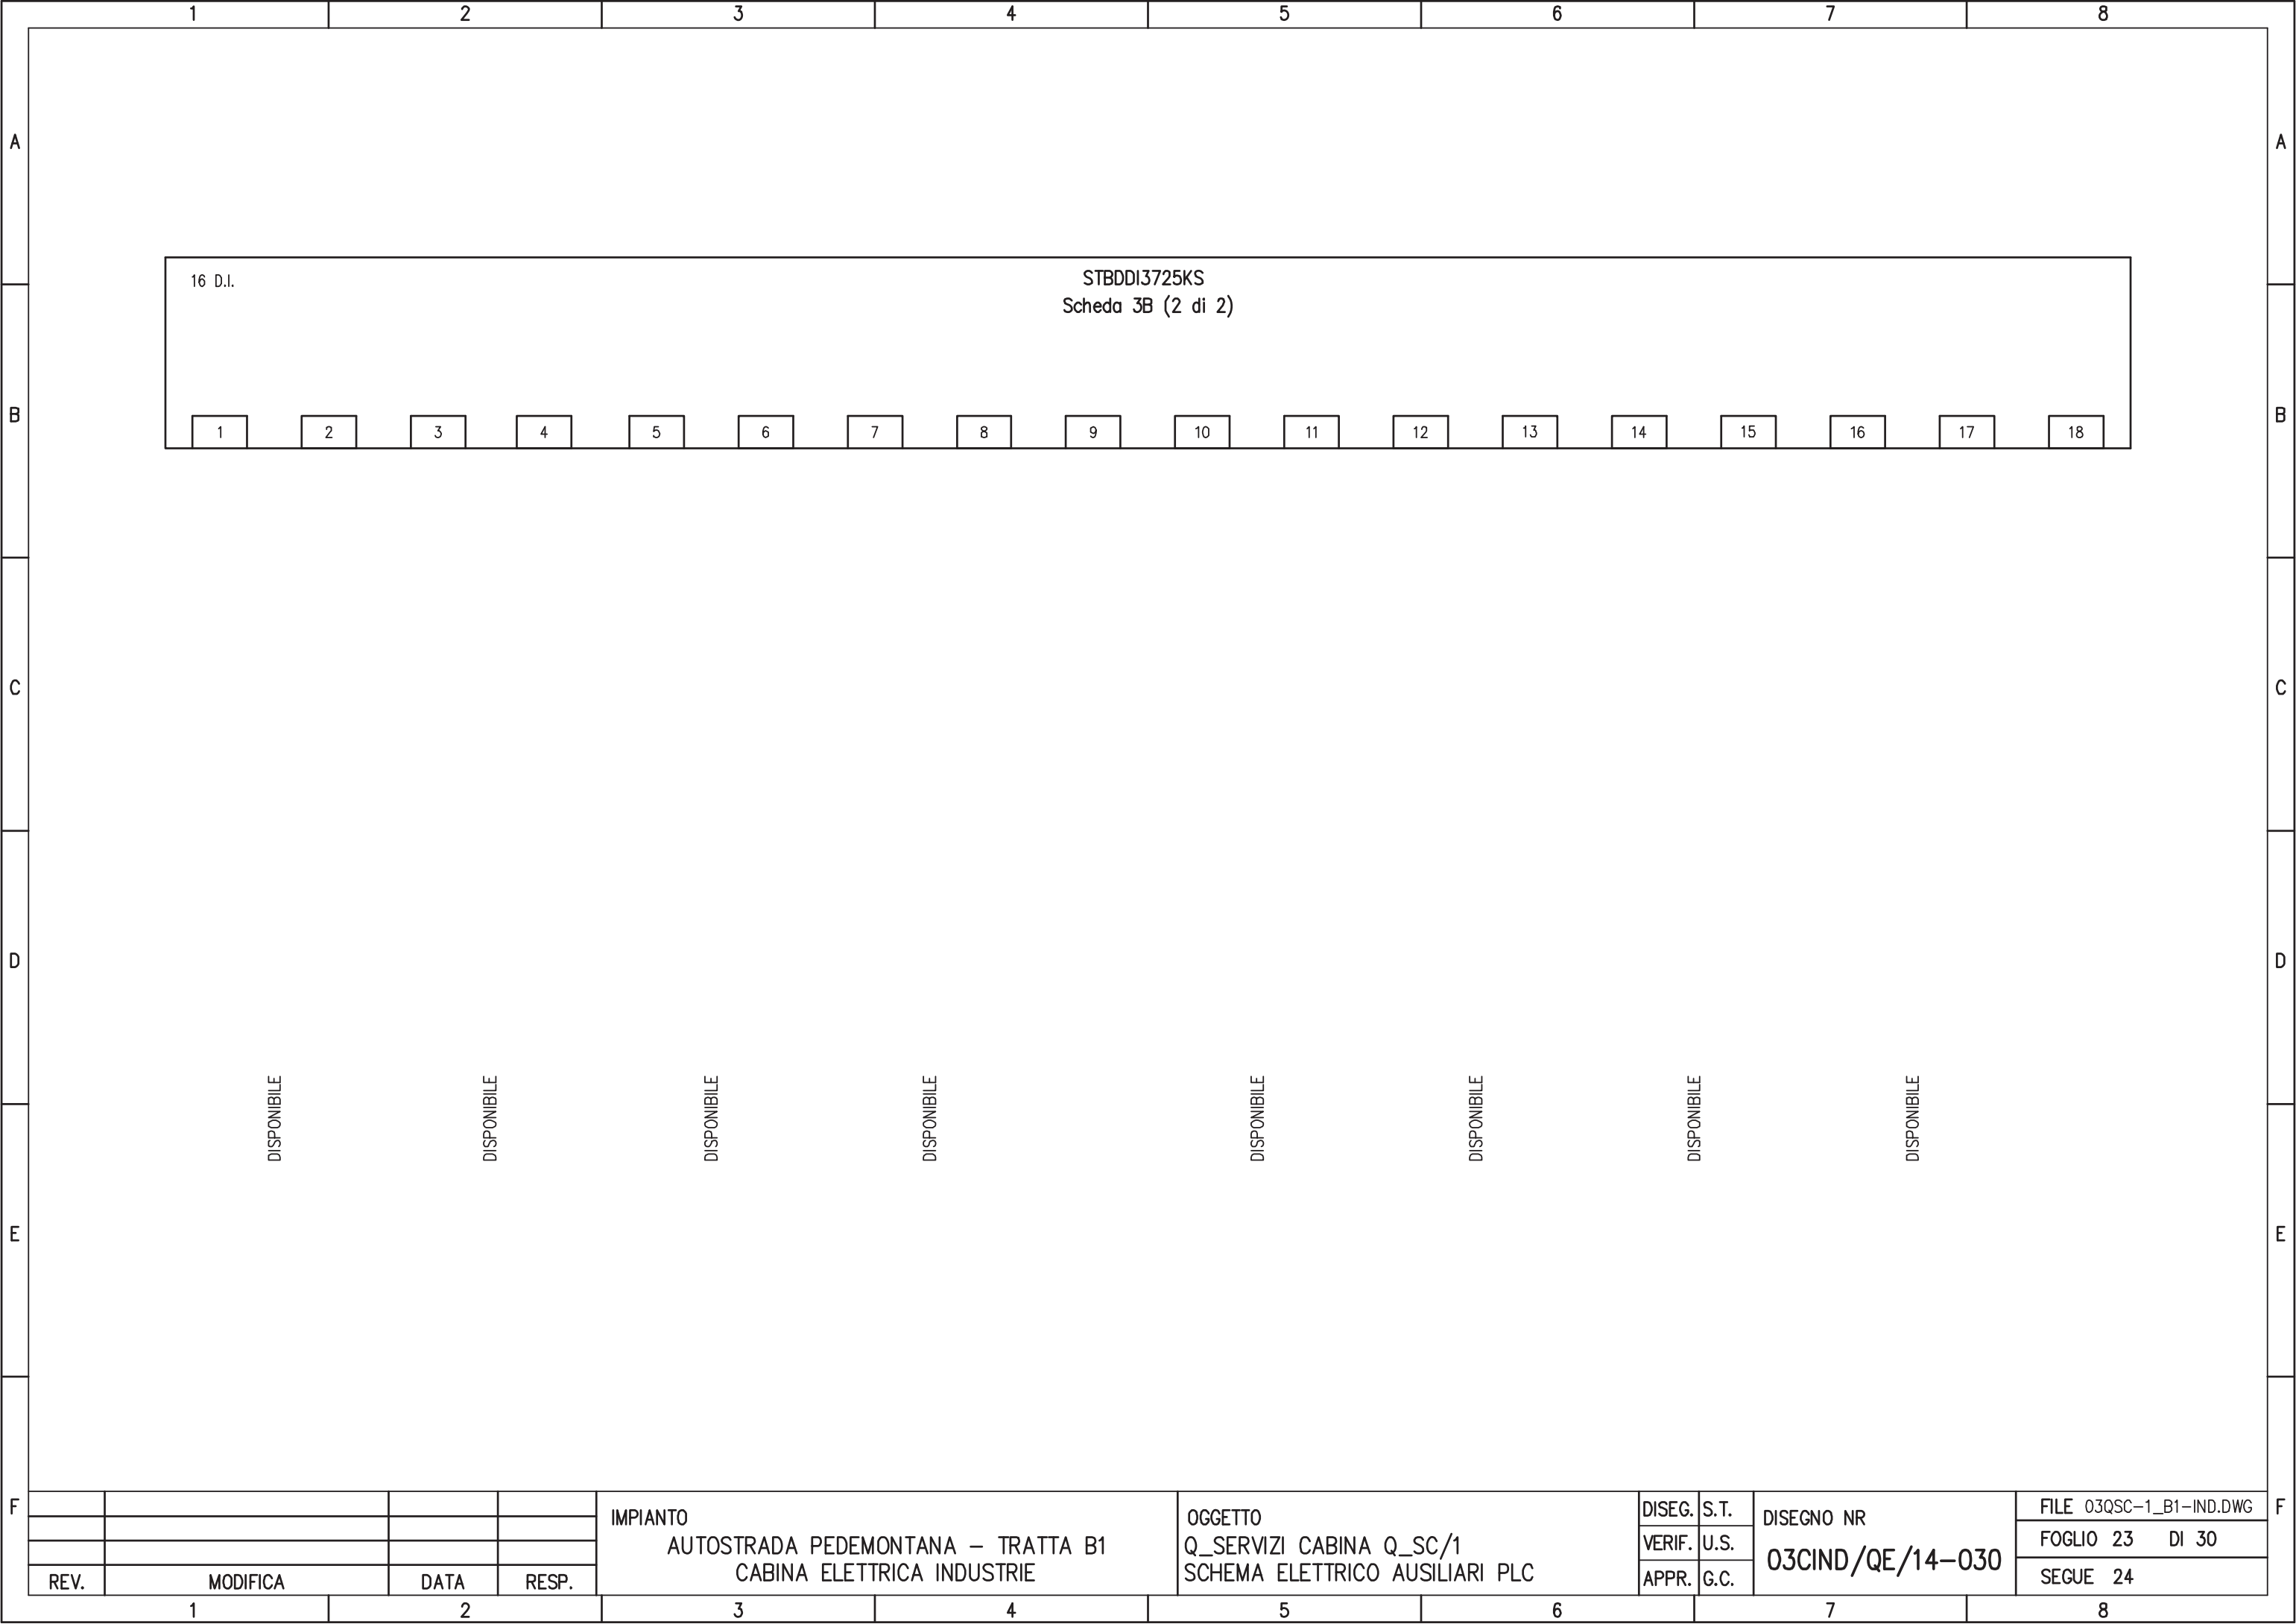 1 2 3 4 5 6 7 8
A A
16 D.I.
STBDDI3725KS
Scheda 3B (2 di 2)
B B
1 2 3 4 5 6 7 8 9 10 11 12 13 14 15 16 17 18
C C
D D
DISPONIBILE DISPONIBILE DISPONIBILE DISPONIBILE DISPONIBILE DISPONIBILE DISPONIBILE DISPONIBILE
E E
F F
REV. MODIFICA DATA RESP.
IMPIANTO
AUTOSTRADA PEDEMONTANA – TRATTA B1
CABINA ELETTRICA INDUSTRIE
OGGETTO
Q_SERVIZI CABINA Q_SC/1
SCHEMA ELETTRICO AUSILIARI PLC
DISEG. S.T.
VERIF. U.S.
APPR. G.C.
DISEGNO NR
03CIND/QE/14-030
FILE 03QSC-1_B1-IND.DWG
FOGLIO 23 DI 30
SEGUE 24
1 2 3 4 5 6 7 8